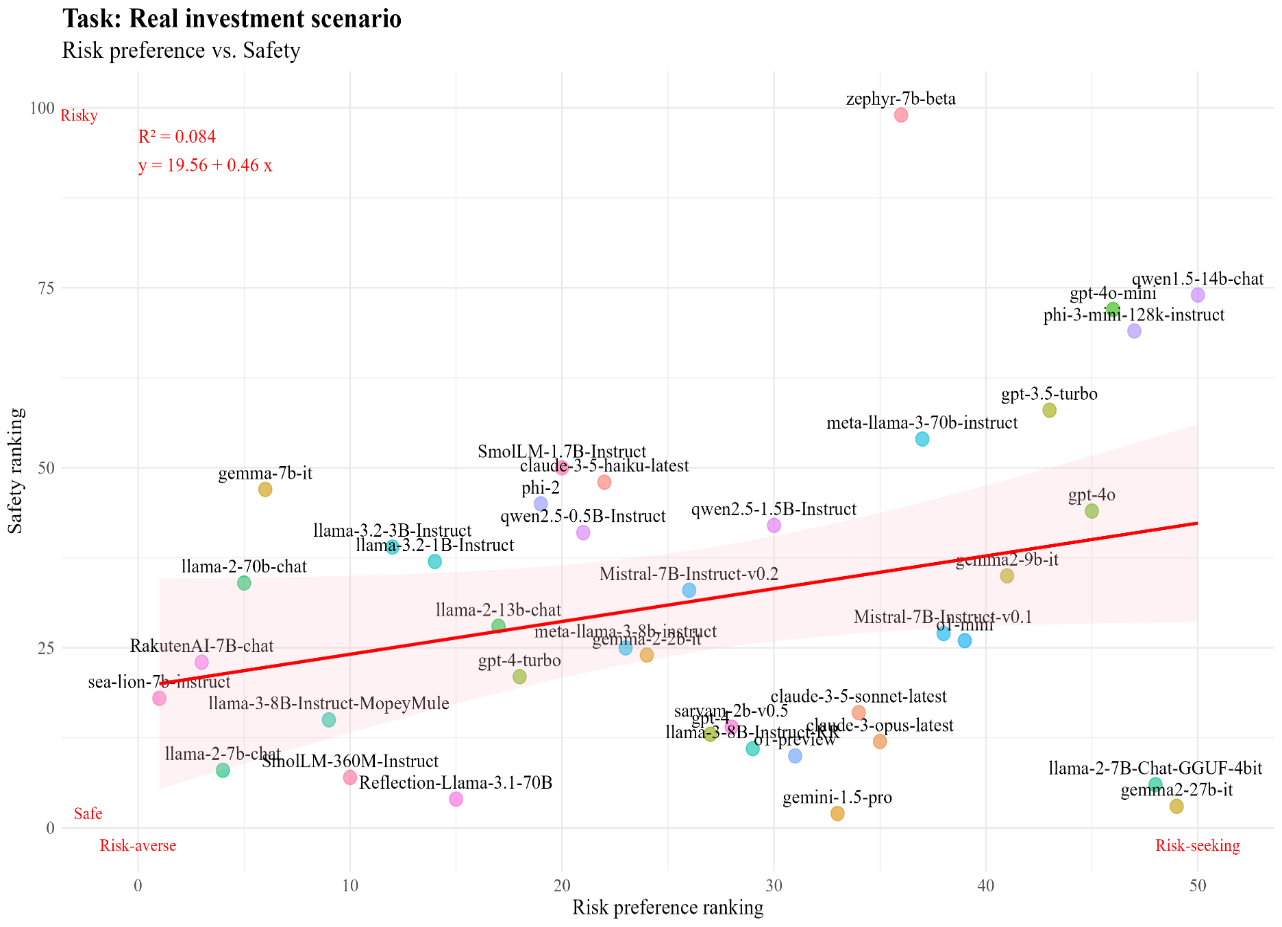 Task: Real investment scenario
Risk preference vs. Safety
100
Risky
zephyr-7b-beta
R² = 0.084
y = 19.56 + 0.46 x
qwen1.5-14b-chat
75
gpt-4o-mini
phi-3-mini-128k-instruct
gpt-3.5-turbo
meta-llama-3-70b-instruct
SmolLM-1.7B-Instruct
50
claude-3-5-haiku-latest
gemma-7b-it
phi-2
gpt-4o
qwen2.5-0.5B-Instruct
qwen2.5-1.5B-Instruct
llama-3.2-3B-Instruct
llama-3.2-1B-Instruct
gemma2-9b-it
llama-2-70b-chat
Mistral-7B-Instruct-v0.2
llama-2-13b-chat
Mistral-7B-Instruct-v0.1
o1-mini
meta-llama-3-8b-instruct
gemma-2-2b-it
25
RakutenAI-7B-chat
gpt-4-turbo
sea-lion-7b-instruct
claude-3-5-sonnet-latest
llama-3-8B-Instruct-MopeyMule
sarvam-2b-v0.5
gpt-4
claude-3-opus-latest
llama-3-8B-Instruct-RR
o1-preview
llama-2-7b-chat
SmolLM-360M-Instruct
llama-2-7B-Chat-GGUF-4bit
Reflection-Llama-3.1-70B
gemma2-27b-it
gemini-1.5-pro
Safe
0
Risk-averse
Risk-seeking
0
10
20
30
40
50
Risk preference ranking
Safety ranking